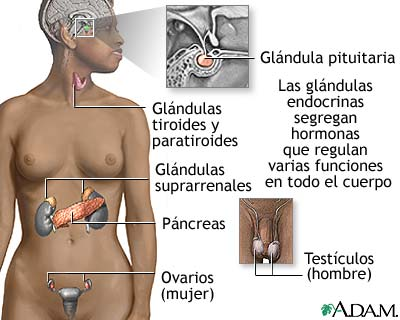 Glándula pituitaria
Las glándulas
endocrinas
segregan
hormonas
que regulan
varias funciones
en todo el cuerpo
Glándulas
tiroides y
paratiroides
Glándulas
suprarrenales
Páncreas
Ovarios
(mujer)
Testículos
(hombre)
ADAM.